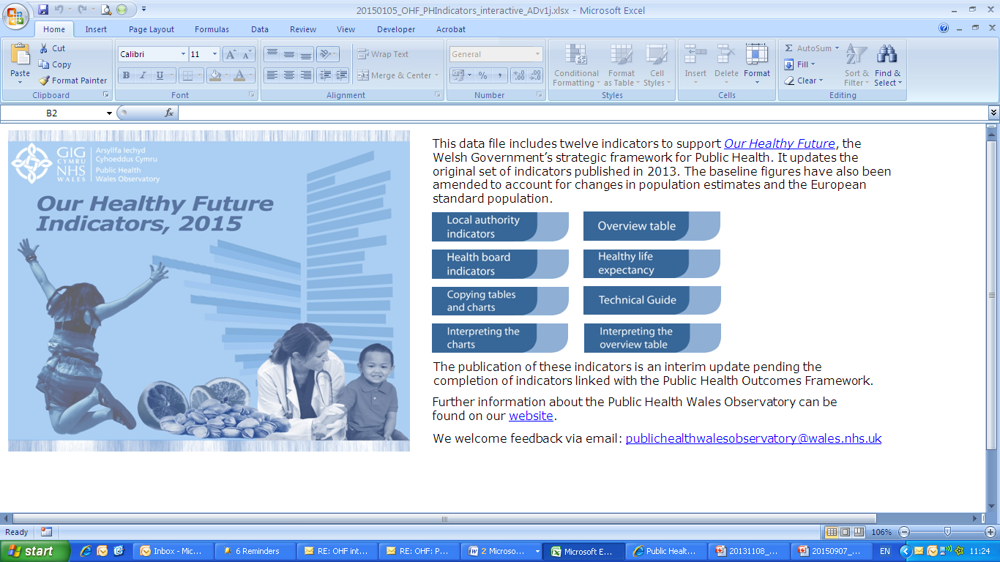 20150105_OHF_PHIndicators_interactive_ADv1j.xlsx - Microsoft Excel
Home Insert Page Layout Formulas Data Review View Developer Acrobat
Paste
Cut
Copy
Format Painter
Clipboard
Calibri 11
B I U
Font
Wrap Text
Merge & Center
Alignment
General
% ,
Number
Conditional Formatting
Format as Table
Cell Styles
Styles
Insert Delete Format
Cells
Σ AutoSum
Fill
Clear
Sort & Filter
Find & Select
Editing
B2 fx
GIG
CYMRU
NHS
WALES
Arsyllfa Iechyd
Cyhoeddus Cymru
Public Health
Wales Observatory
Our Healthy Future
Indicators, 2015
This data file includes twelve indicators to support Our Healthy Future, the
Welsh Government’s strategic framework for Public Health. It updates the
original set of indicators published in 2013. The baseline figures have also been
amended to account for changes in population estimates and the European
standard population.
Local authority
indicators
Overview table
Health board
indicators
Healthy life
expectancy
Copying tables
and charts
Technical Guide
Interpreting the
charts
Interpreting the
overview table
The publication of these indicators is an interim update pending the
completion of indicators linked with the Public Health Outcomes Framework.
Further information about the Public Health Wales Observatory can be
found on our website.
We welcome feedback via email: publichealthwalesobservatory@wales.nhs.uk
Ready 106%
start Inbox - Mic... 6 Reminders RE: OHF int... RE: OHF: P... 2 Microso... Microsoft E... Public Healt... 20131108_... 20150907_... EN 11:24